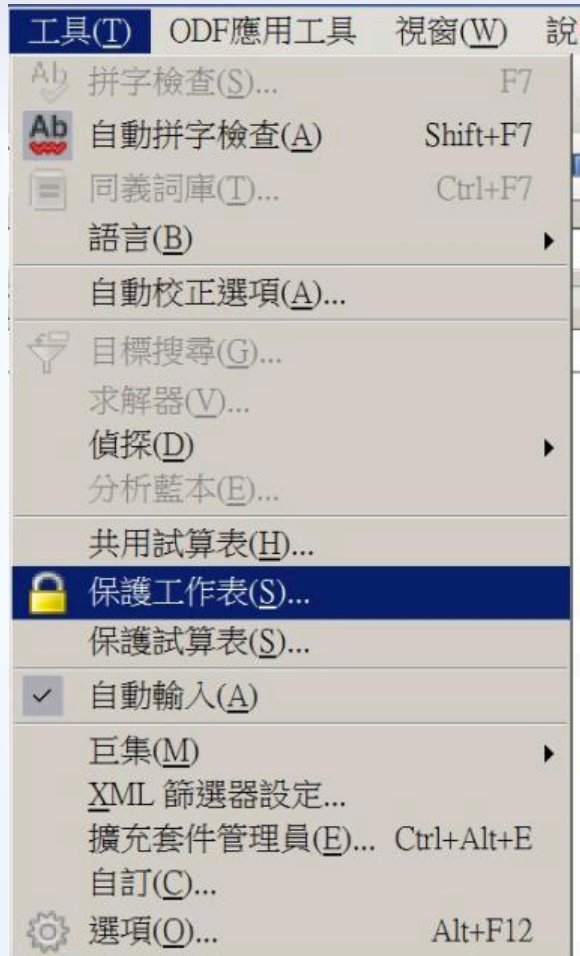 工具(T) ODF應用工具 視窗(W) 說
拼字檢查(S)... F7
自動拼字檢查(A) Shift+F7
同義詞庫(T)... Ctrl+F7
語言(B)
自動校正選項(A)...
目標搜尋(G)...
求解器(V)...
偵探(D)
分析藍本(E)...
共用試算表(H)...
保護工作表(S)...
保護試算表(S)...
自動輸入(A)
巨集(M)
XML 篩選器設定...
擴充套件管理員(E)... Ctrl+Alt+E
自訂(C)...
選項(O)... Alt+F12